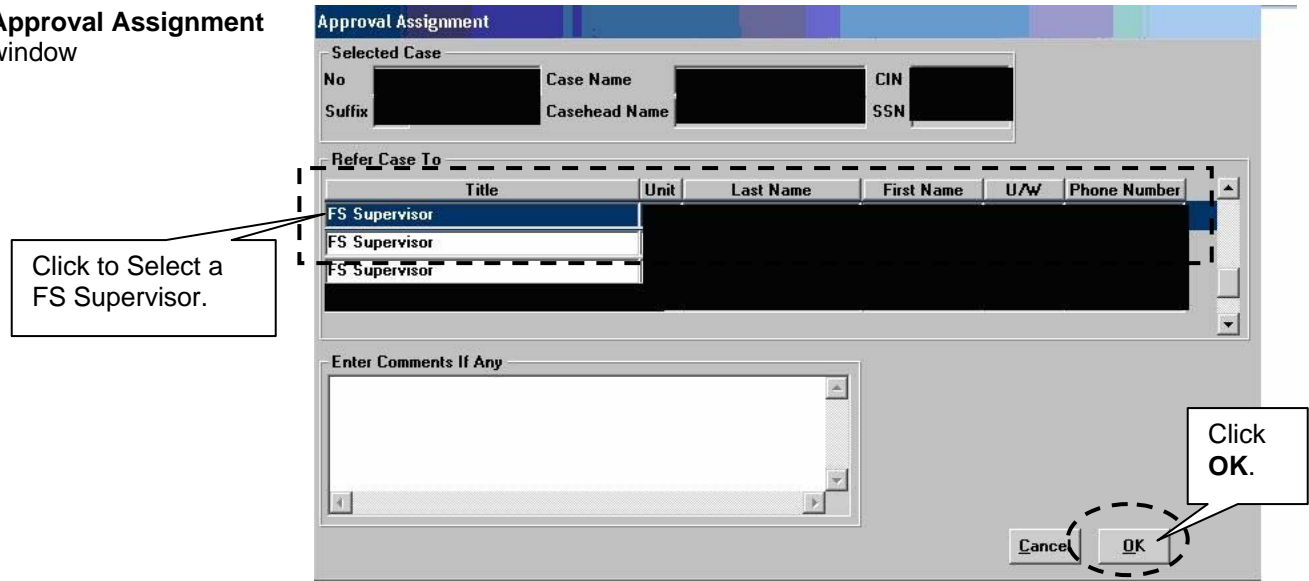 Approval Assignment
window
Approval Assignment
Selected Case
No Case Name CIN
Suffix Casehead Name SSN
Refer Case To
Title Unit Last Name First Name U/W Phone Number
FS Supervisor
FS Supervisor
FS Supervisor
Click to Select a
FS Supervisor.
Enter Comments If Any
Click
OK.
Cancel OK